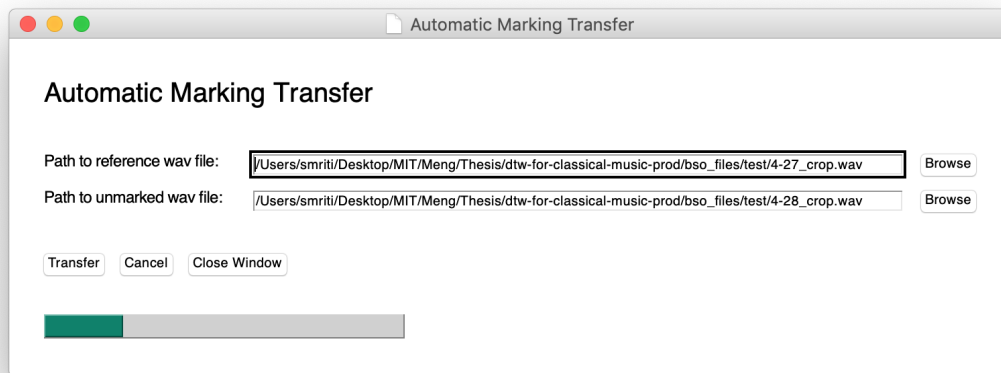 Automatic Marking Transfer
Automatic Marking Transfer
Path to reference wav file: /Users/smriti/Desktop/MIT/Meng/Thesis/dtw-for-classical-music-prod/bso_files/test/4-27_crop.wav Browse
Path to unmarked wav file: /Users/smriti/Desktop/MIT/Meng/Thesis/dtw-for-classical-music-prod/bso_files/test/4-28_crop.wav Browse
Transfer Cancel Close Window